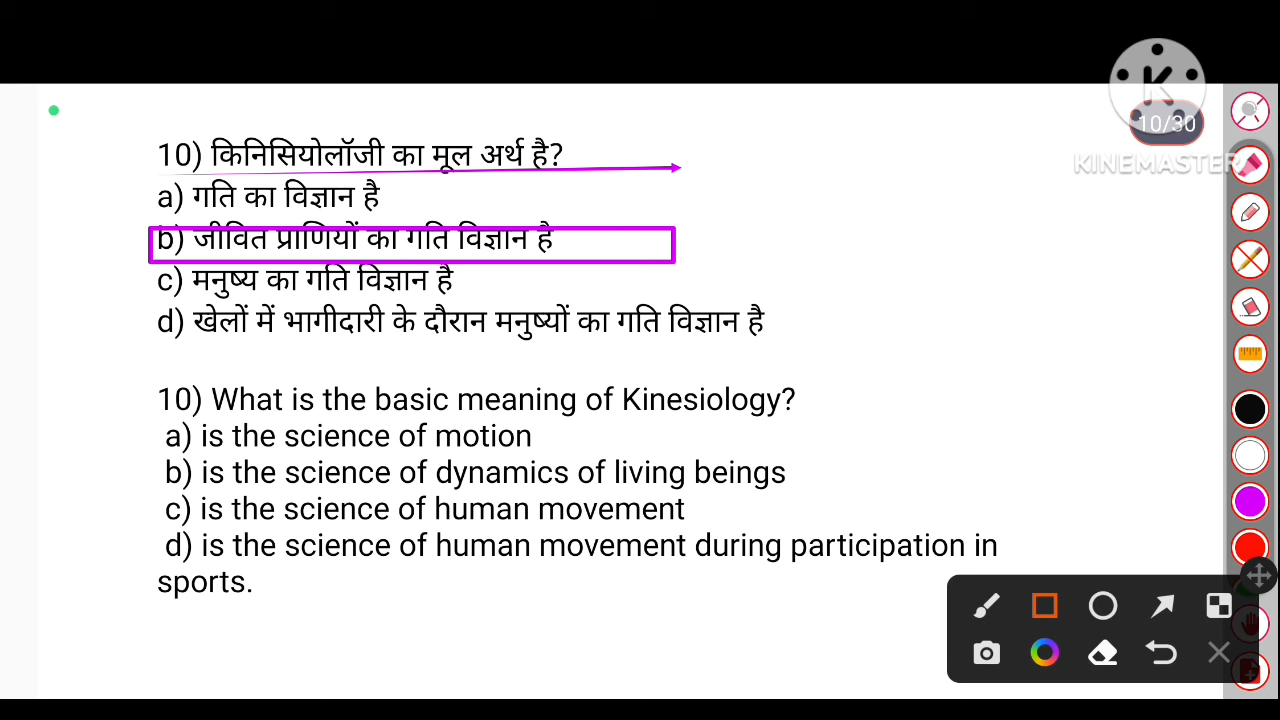 10/30
KINEMASTER
10) किनिसियोलॉजी का मूल अर्थ है?
a) गति का विज्ञान है
b) जीवित प्राणियों का गति विज्ञान है
c) मनुष्य का गति विज्ञान है
d) खेलों में भागीदारी के दौरान मनुष्यों का गति विज्ञान है
10) What is the basic meaning of Kinesiology?
a) is the science of motion
b) is the science of dynamics of living beings
c) is the science of human movement
d) is the science of human movement during participation in
sports.